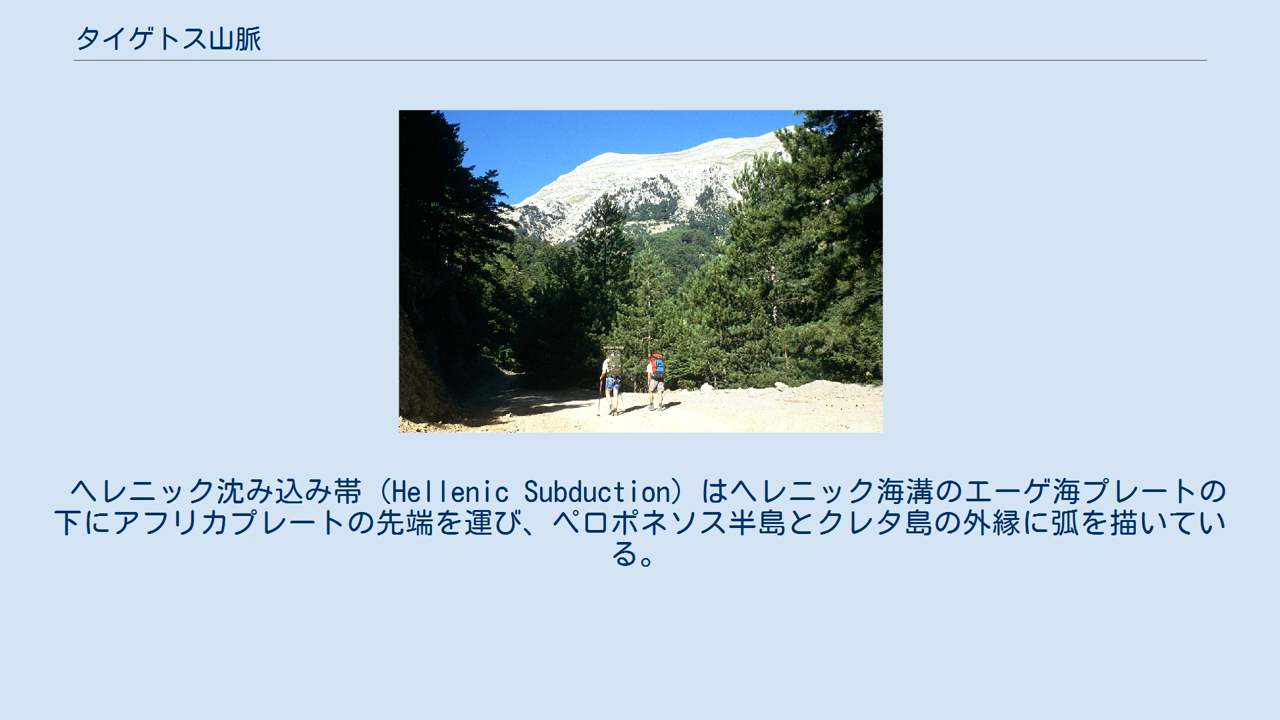 タイゲトス山脈
ヘレニック沈み込み帯（Hellenic Subduction）はヘレニック海溝のエーゲ海プレートの
下にアフリカプレートの先端を運び、ペロポネソス半島とクレタ島の外縁に弧を描いてい
る。